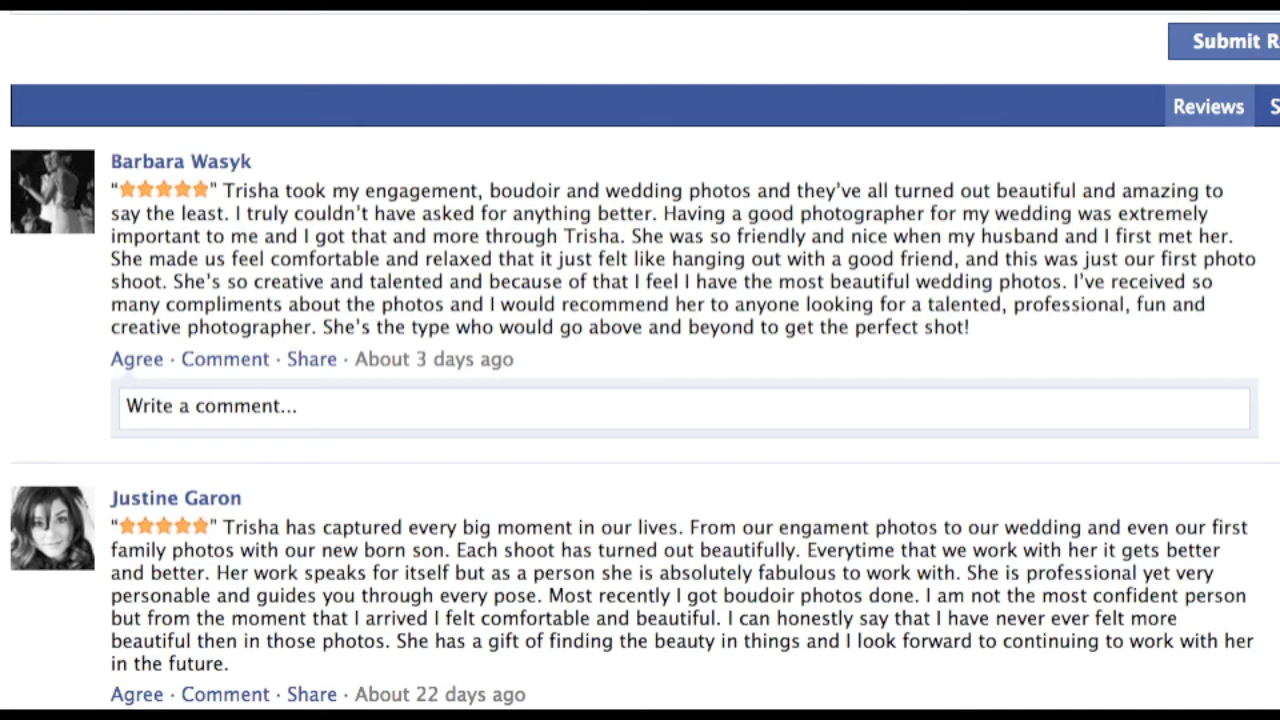 Submit R
Reviews S
Barbara Wasyk
"★★★★★" Trisha took my engagement, boudoir and wedding photos and they've all turned out beautiful and amazing to
say the least. I truly couldn't have asked for anything better. Having a good photographer for my wedding was extremely
important to me and I got that and more through Trisha. She was so friendly and nice when my husband and I first met her.
She made us feel comfortable and relaxed that it just felt like hanging out with a good friend, and this was just our first photo
shoot. She's so creative and talented and because of that I feel I have the most beautiful wedding photos. I've received so
many compliments about the photos and I would recommend her to anyone looking for a talented, professional, fun and
creative photographer. She's the type who would go above and beyond to get the perfect shot!
Agree · Comment · Share · About 3 days ago
Write a comment...
Justine Garon
"★★★★★" Trisha has captured every big moment in our lives. From our engament photos to our wedding and even our first
family photos with our new born son. Each shoot has turned out beautifully. Everytime that we work with her it gets better
and better. Her work speaks for itself but as a person she is absolutely fabulous to work with. She is professional yet very
personable and guides you through every pose. Most recently I got boudoir photos done. I am not the most confident person
but from the moment that I arrived I felt comfortable and beautiful. I can honestly say that I have never ever felt more
beautiful then in those photos. She has a gift of finding the beauty in things and I look forward to continuing to work with her
in the future.
Agree · Comment · Share · About 22 days ago